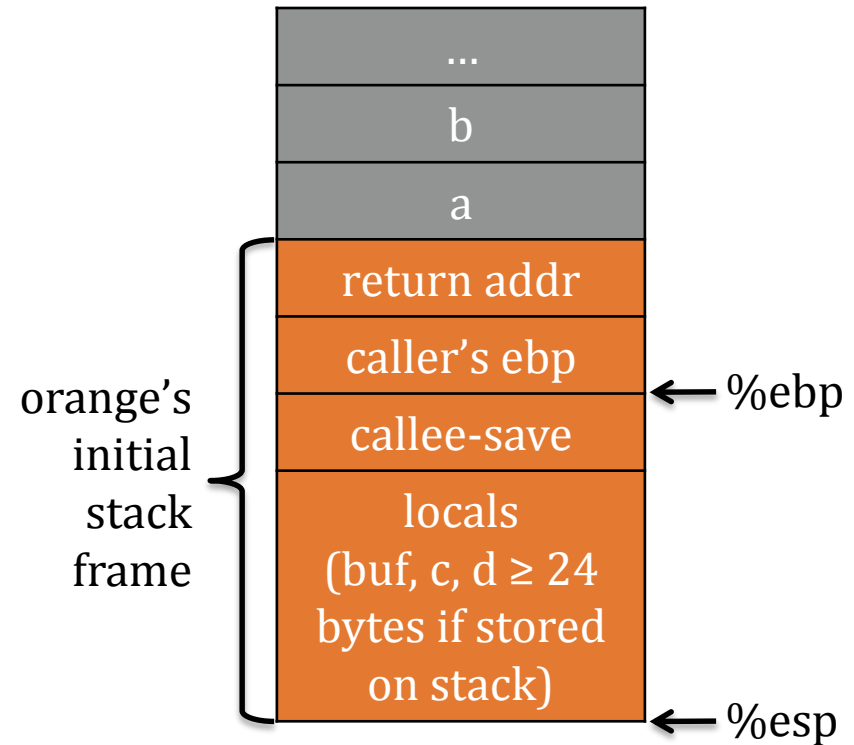 ...
b
a
return addr
caller's ebp
%ebp
callee-save
orange's
initial
stack
frame
locals
(buf, c, d ≥ 24
bytes if stored
on stack)
%esp